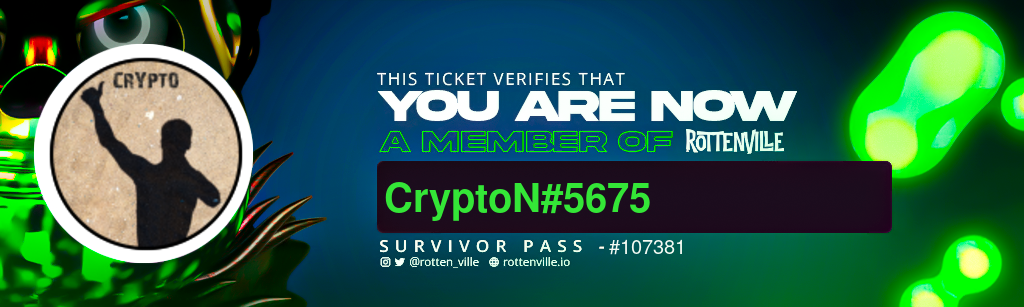 CRYPTO
THIS TICKET VERIFIES THAT
YOU ARE NOW
A MEMBER OF ROTTENVILLE
CryptoN#5675
SURVIVOR PASS - #107381
@rotten_ville rottenville.io